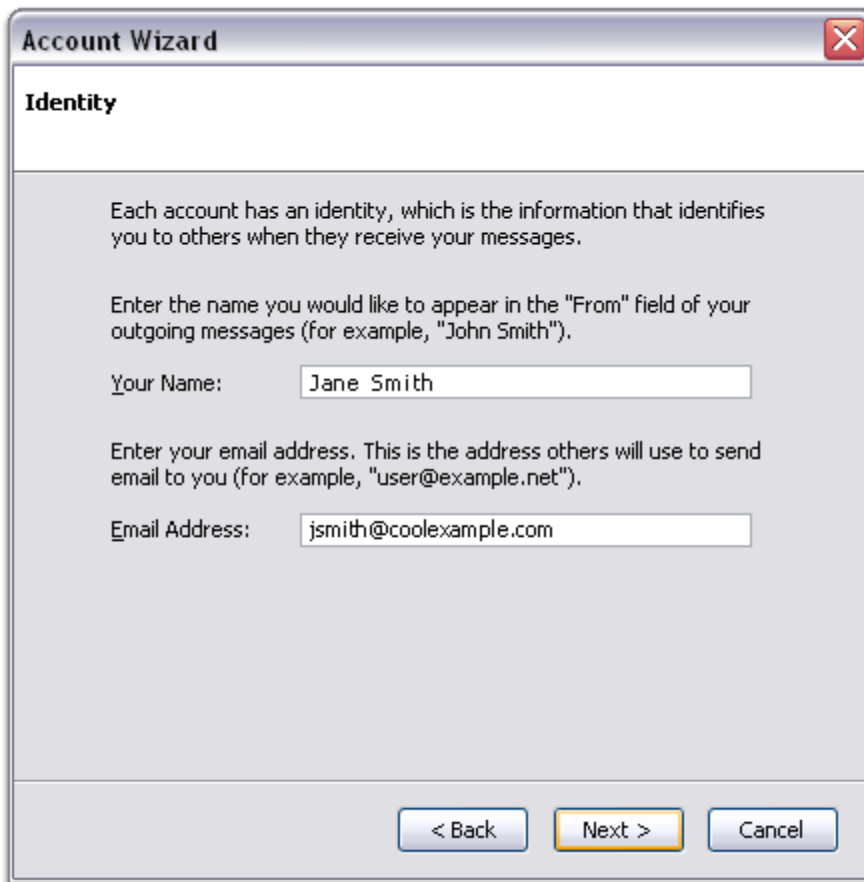 Account Wizard
Identity
Each account has an identity, which is the information that identifies
you to others when they receive your messages.
Enter the name you would like to appear in the "From" field of your
outgoing messages (for example, "John Smith").
Your Name: Jane Smith
Enter your email address. This is the address others will use to send
email to you (for example, "user@example.net").
Email Address: jsmith@coolexample.com
< Back Next > Cancel